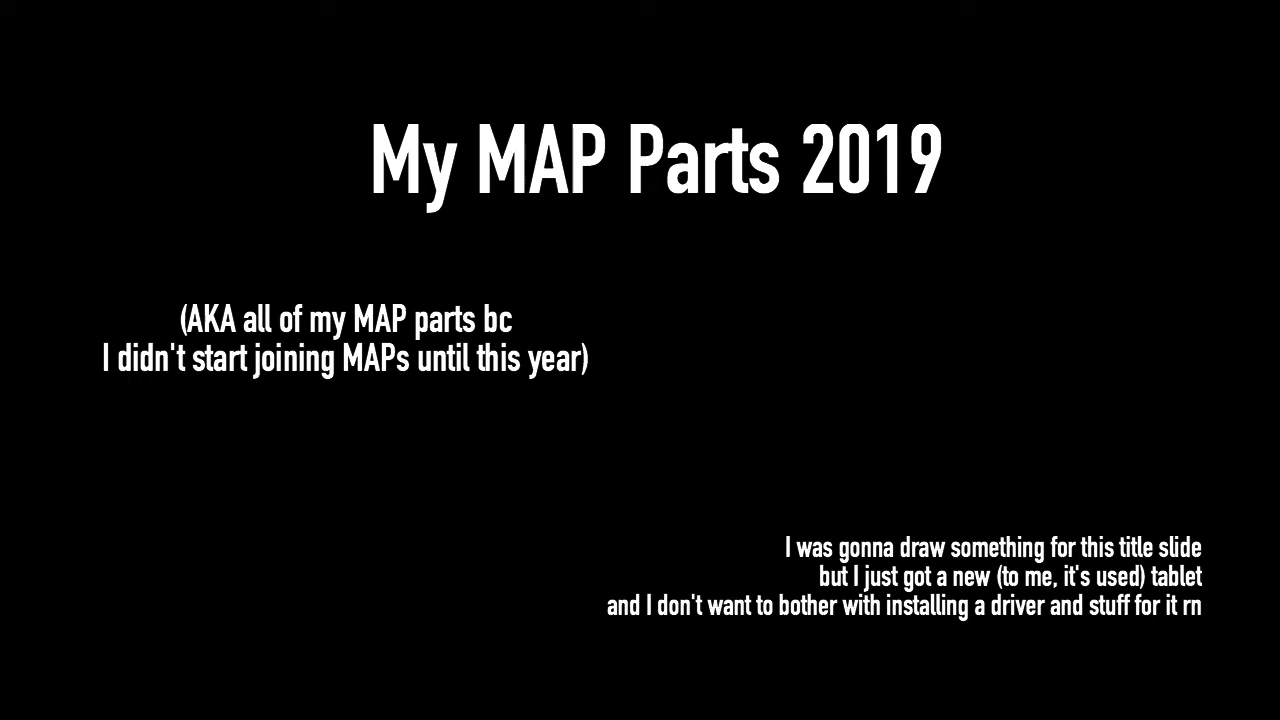 My MAP Parts 2019
(AKA all of my MAP parts bc
I didn't start joining MAPs until this year)
I was gonna draw something for this title slide
but I just got a new (to me, it's used) tablet
and I don't want to bother with installing a driver and stuff for it rn